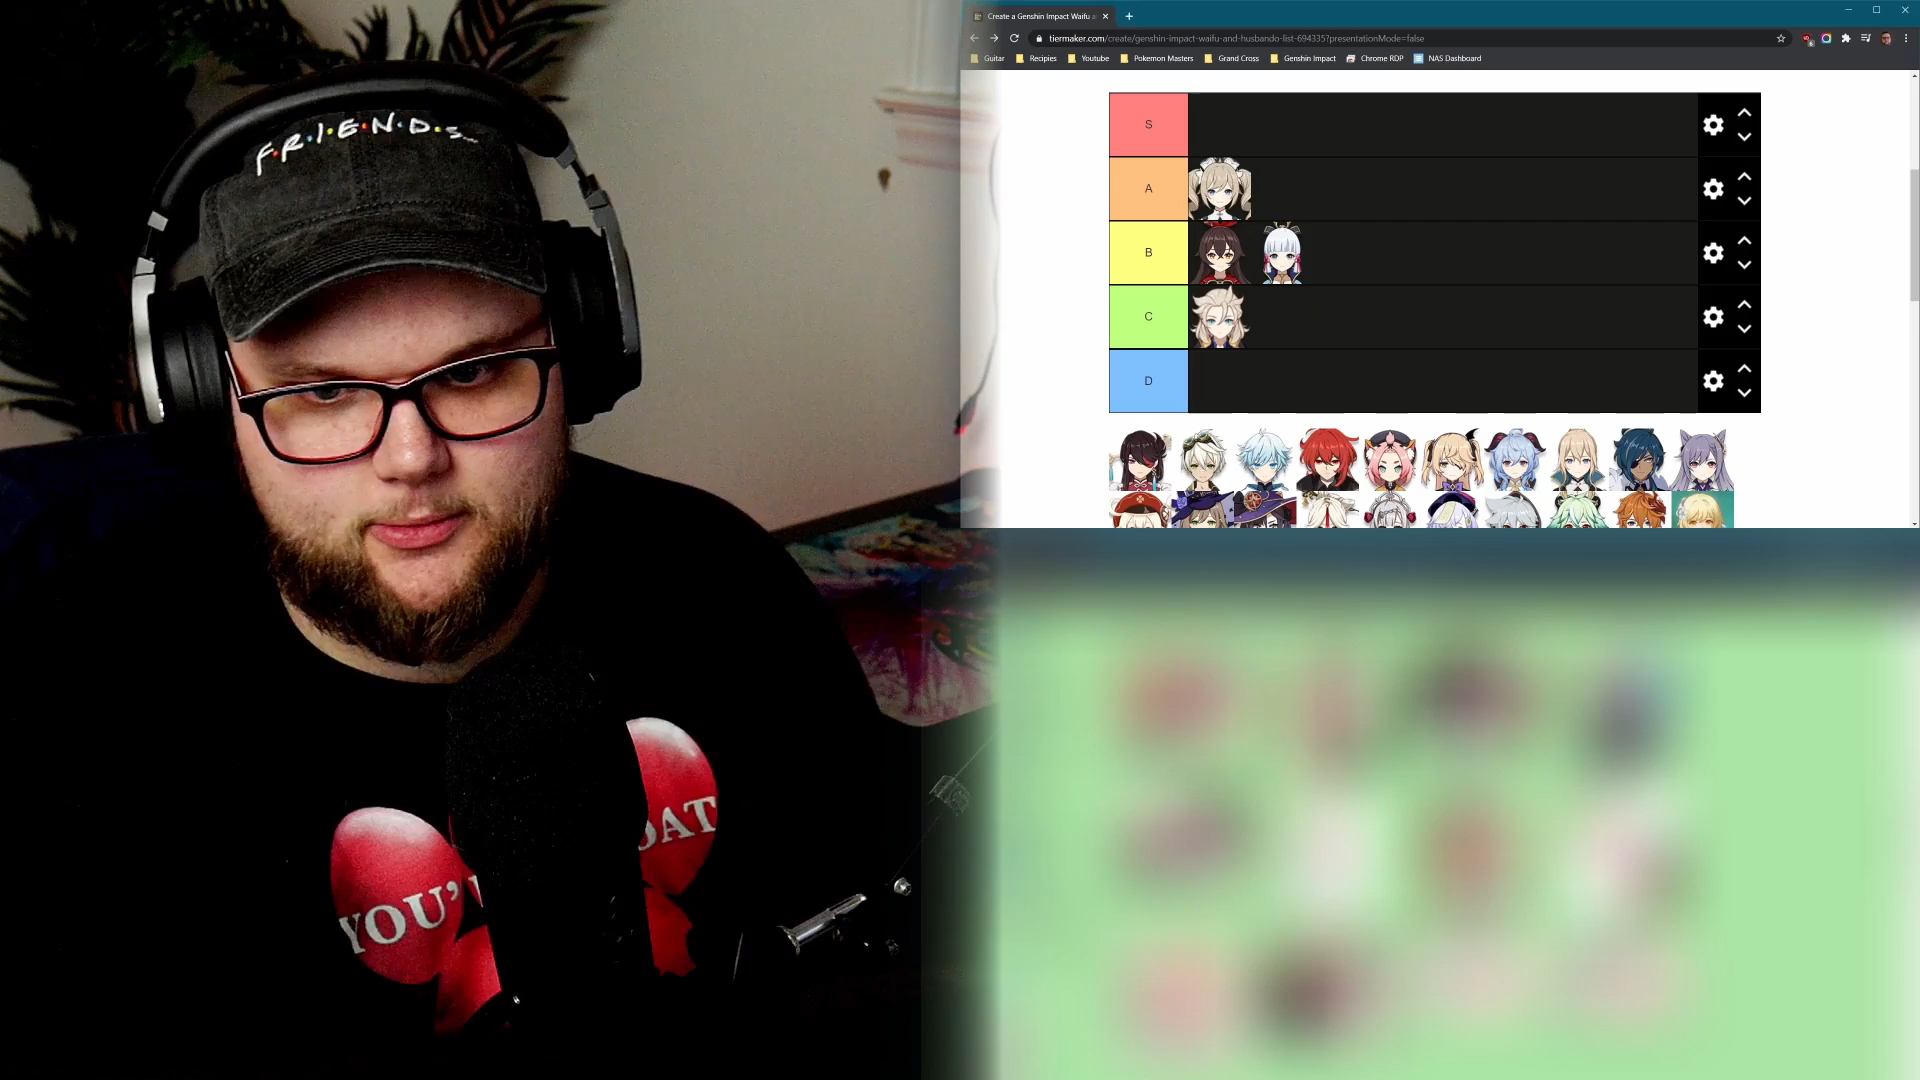 F·R·I·E·N·D·S
YOU'
OAT
Create a Genshin Impact Waifu a
tiermaker.com/create/genshin-impact-waifu-and-husbando-list-694335?presentationMode=false
Guitar Recipies Youtube Pokemon Masters Grand Cross Genshin Impact Chrome RDP NAS Dashboard
S
A
B
C
D